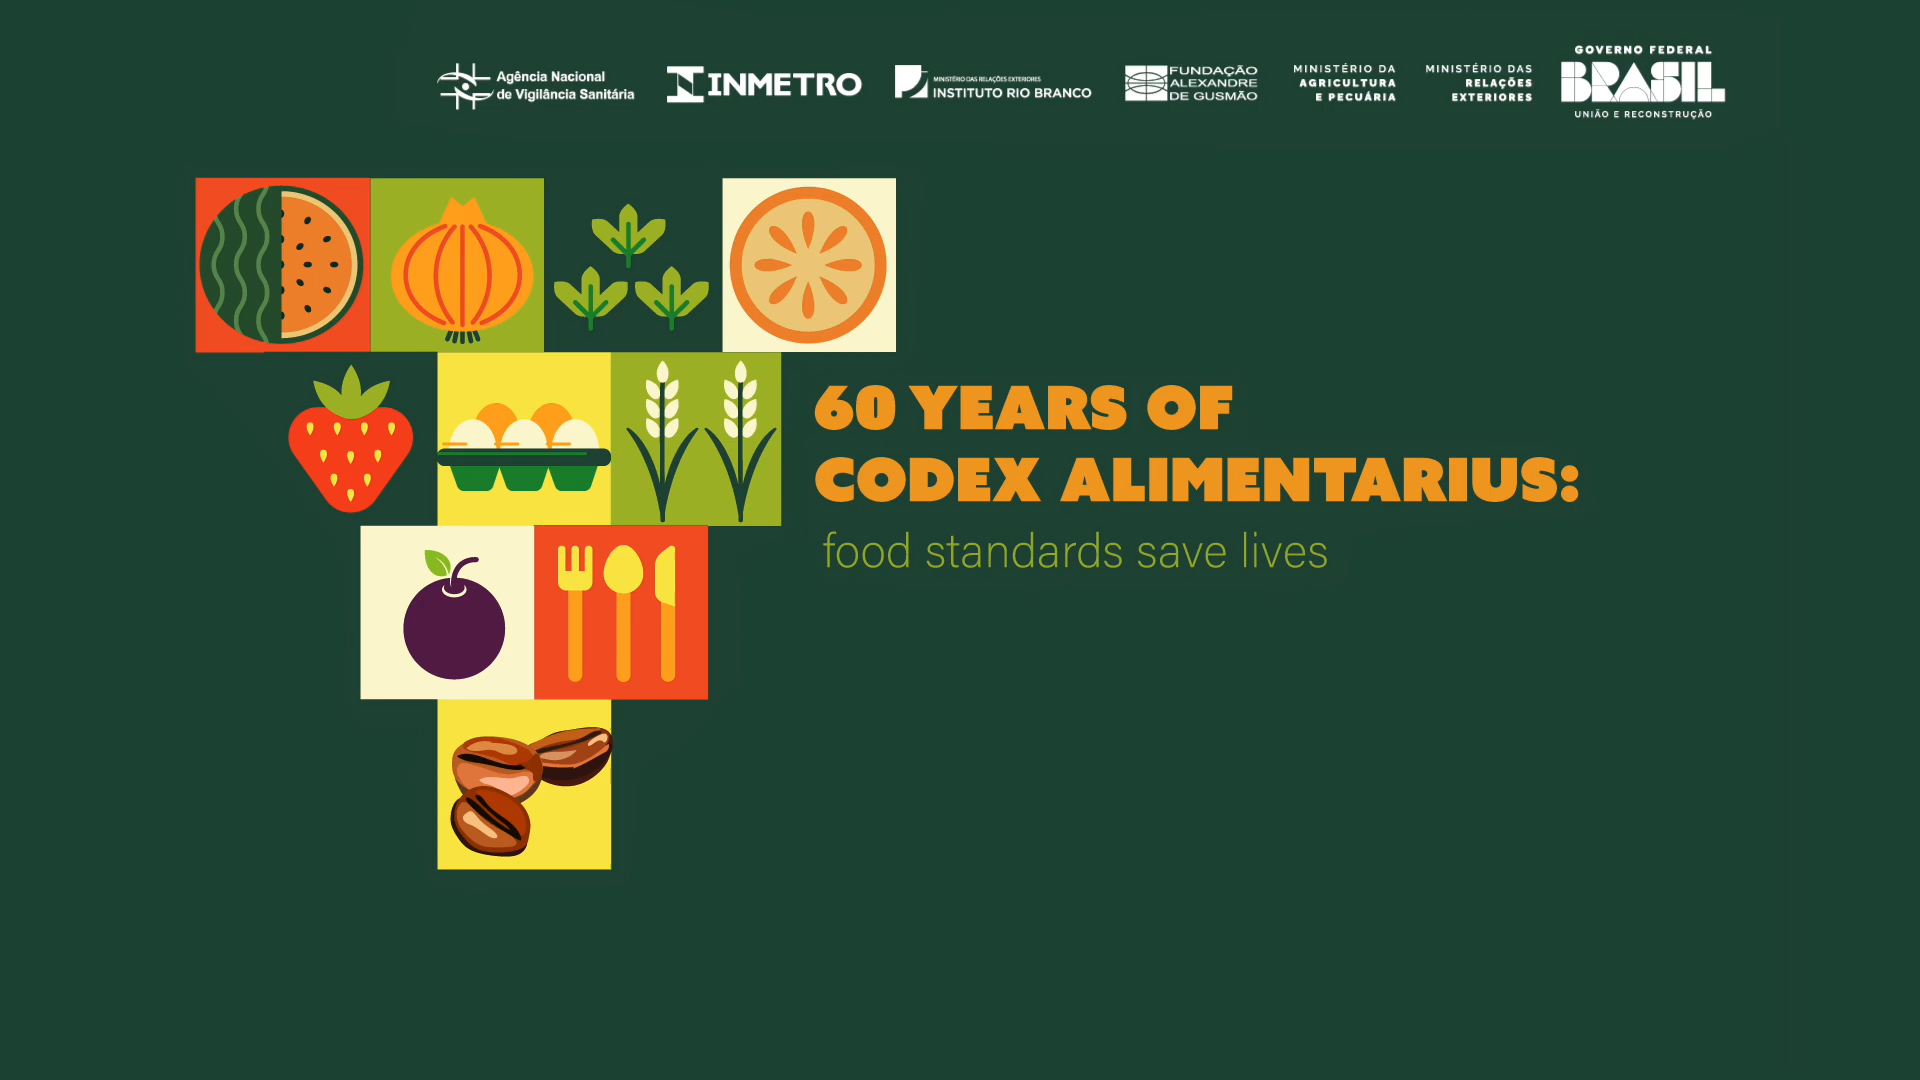 Agência Nacional
de Vigilância Sanitária
INMETRO
MINISTÉRIO DAS RELAÇÕES EXTERIORES
INSTITUTO RIO BRANCO
FUNDAÇÃO
ALEXANDRE
DE GUSMÃO
MINISTÉRIO DA
AGRICULTURA
E PECUÁRIA
MINISTÉRIO DAS
RELAÇÕES
EXTERIORES
GOVERNO FEDERAL
BRASIL
UNIÃO E RECONSTRUÇÃO
60 YEARS OF
CODEX ALIMENTARIUS:
food standards save lives